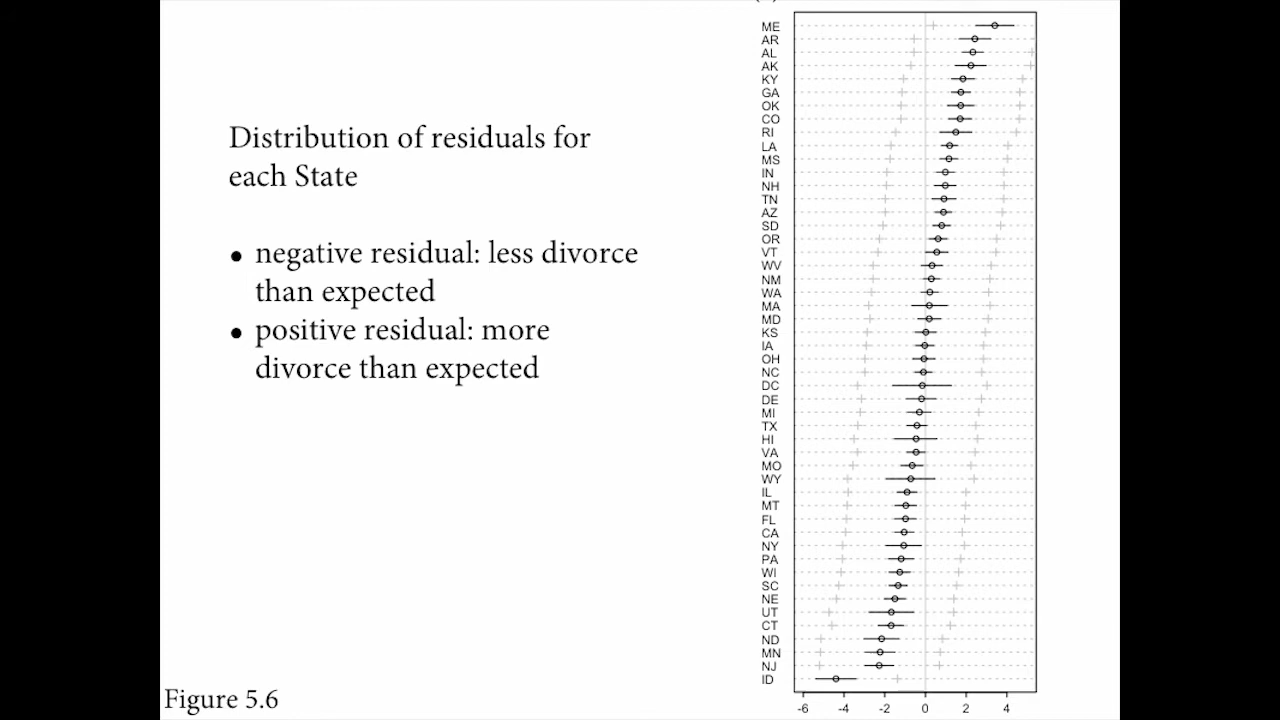 Distribution of residuals for
each State
• negative residual: less divorce
than expected
• positive residual: more
divorce than expected
Figure 5.6
ME
AR
AL
AK
KY
GA
OK
CO
RI
LA
MS
IN
NH
TN
AZ
SD
OR
VT
WV
NM
WA
MA
MD
KS
IA
OH
NC
DC
DE
MI
TX
HI
VA
MO
WY
IL
MT
FL
CA
NY
PA
WI
SC
NE
UT
CT
ND
MN
NJ
ID
-6 -4 -2 0 2 4